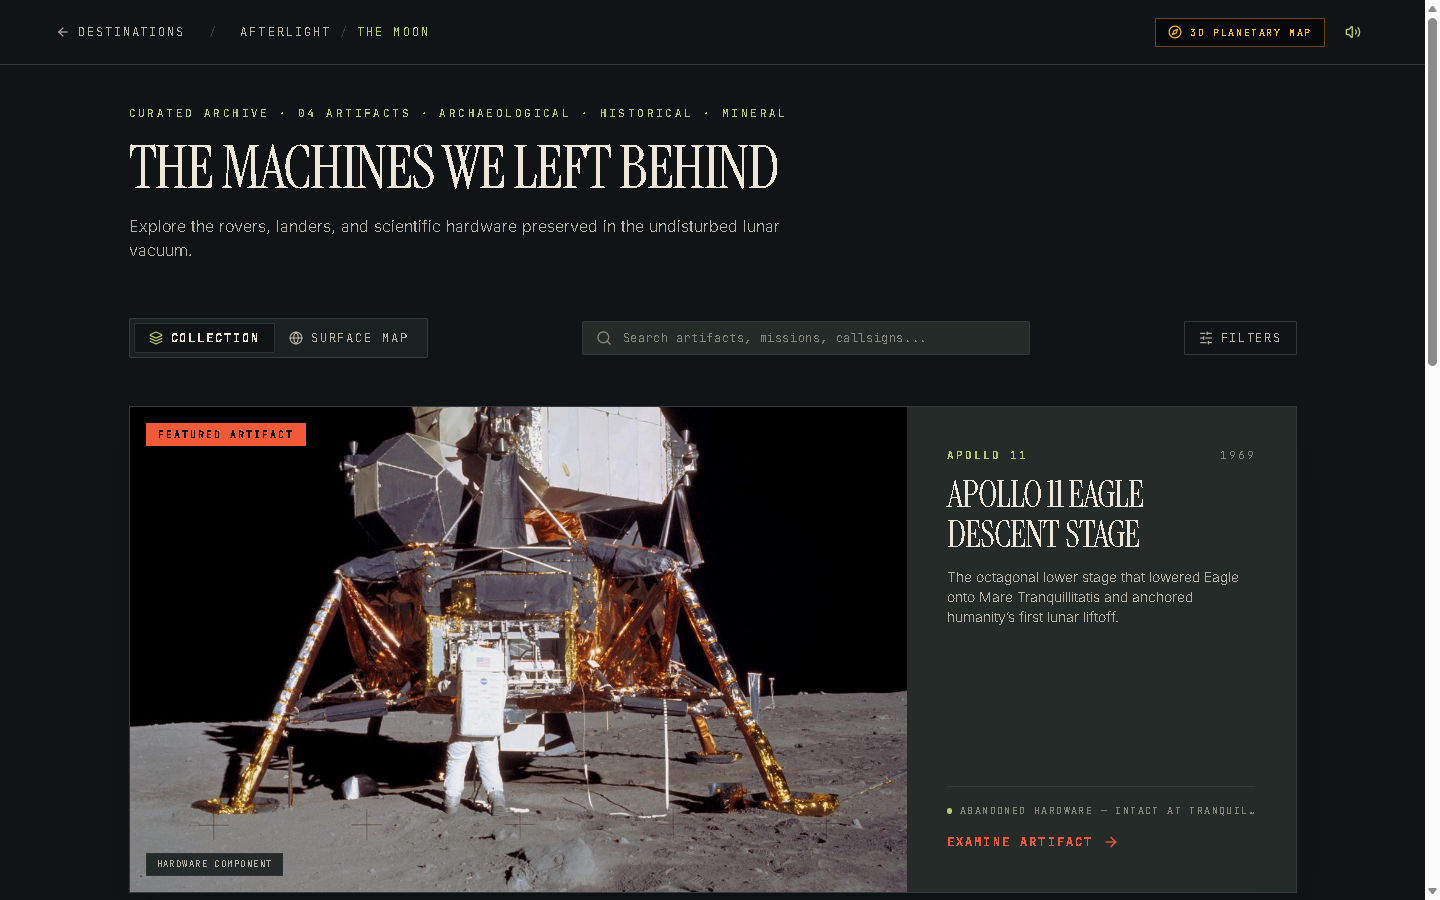 DESTINATIONS / AFTERLIGHT / THE MOON
3D PLANETARY MAP
CURATED ARCHIVE · 04 ARTIFACTS · ARCHAEOLOGICAL · HISTORICAL · MINERAL
THE MACHINES WE LEFT BEHIND
Explore the rovers, landers, and scientific hardware preserved in the undisturbed lunar
vacuum.
COLLECTION
SURFACE MAP
Search artifacts, missions, callsigns...
FILTERS
FEATURED ARTIFACT
HARDWARE COMPONENT
APOLLO 11
1969
APOLLO 11 EAGLE
DESCENT STAGE
The octagonal lower stage that lowered Eagle
onto Mare Tranquillitatis and anchored
humanity’s first lunar liftoff.
ABANDONED HARDWARE — INTACT AT TRANQUIL…
EXAMINE ARTIFACT